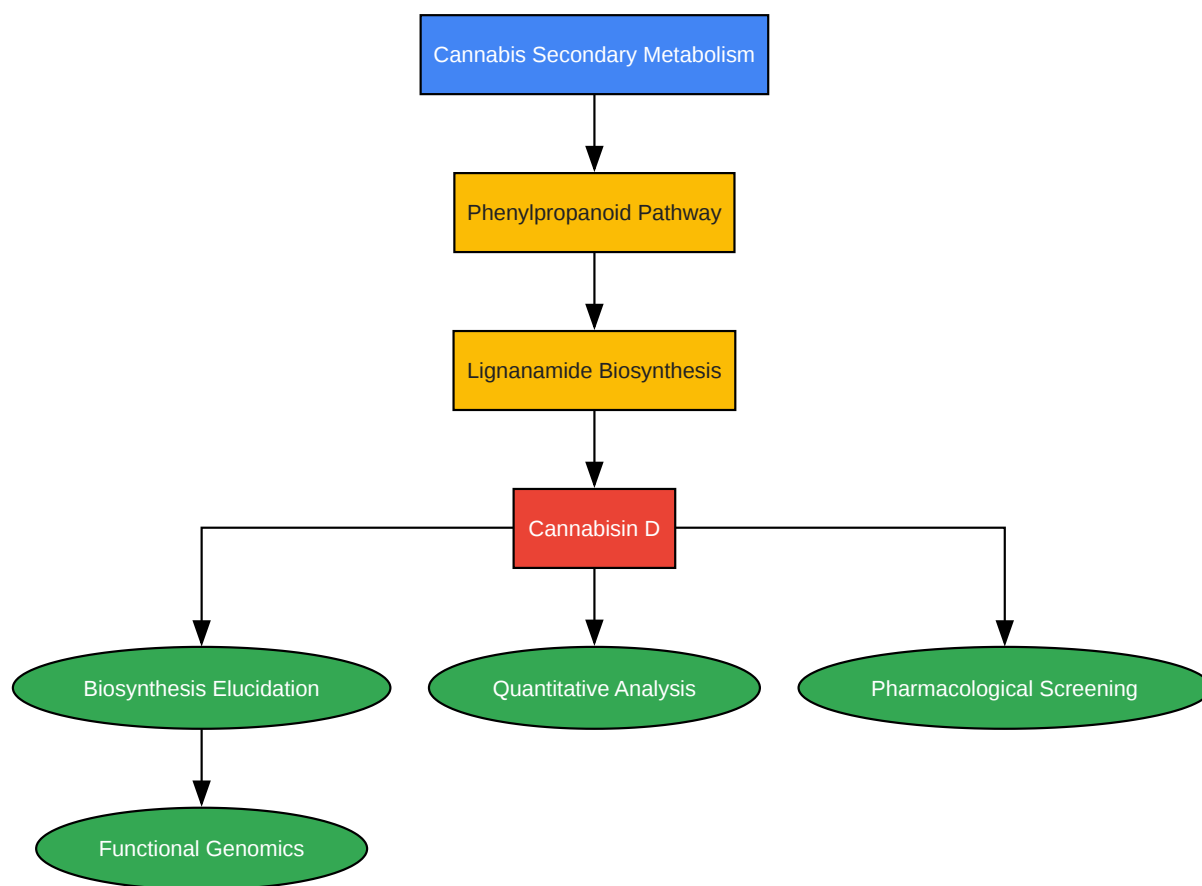 Cannabis Secondary Metabolism
Phenylpropanoid Pathway
Lignanamide Biosynthesis
Cannabisin D
Biosynthesis Elucidation
Quantitative Analysis
Pharmacological Screening
Functional Genomics